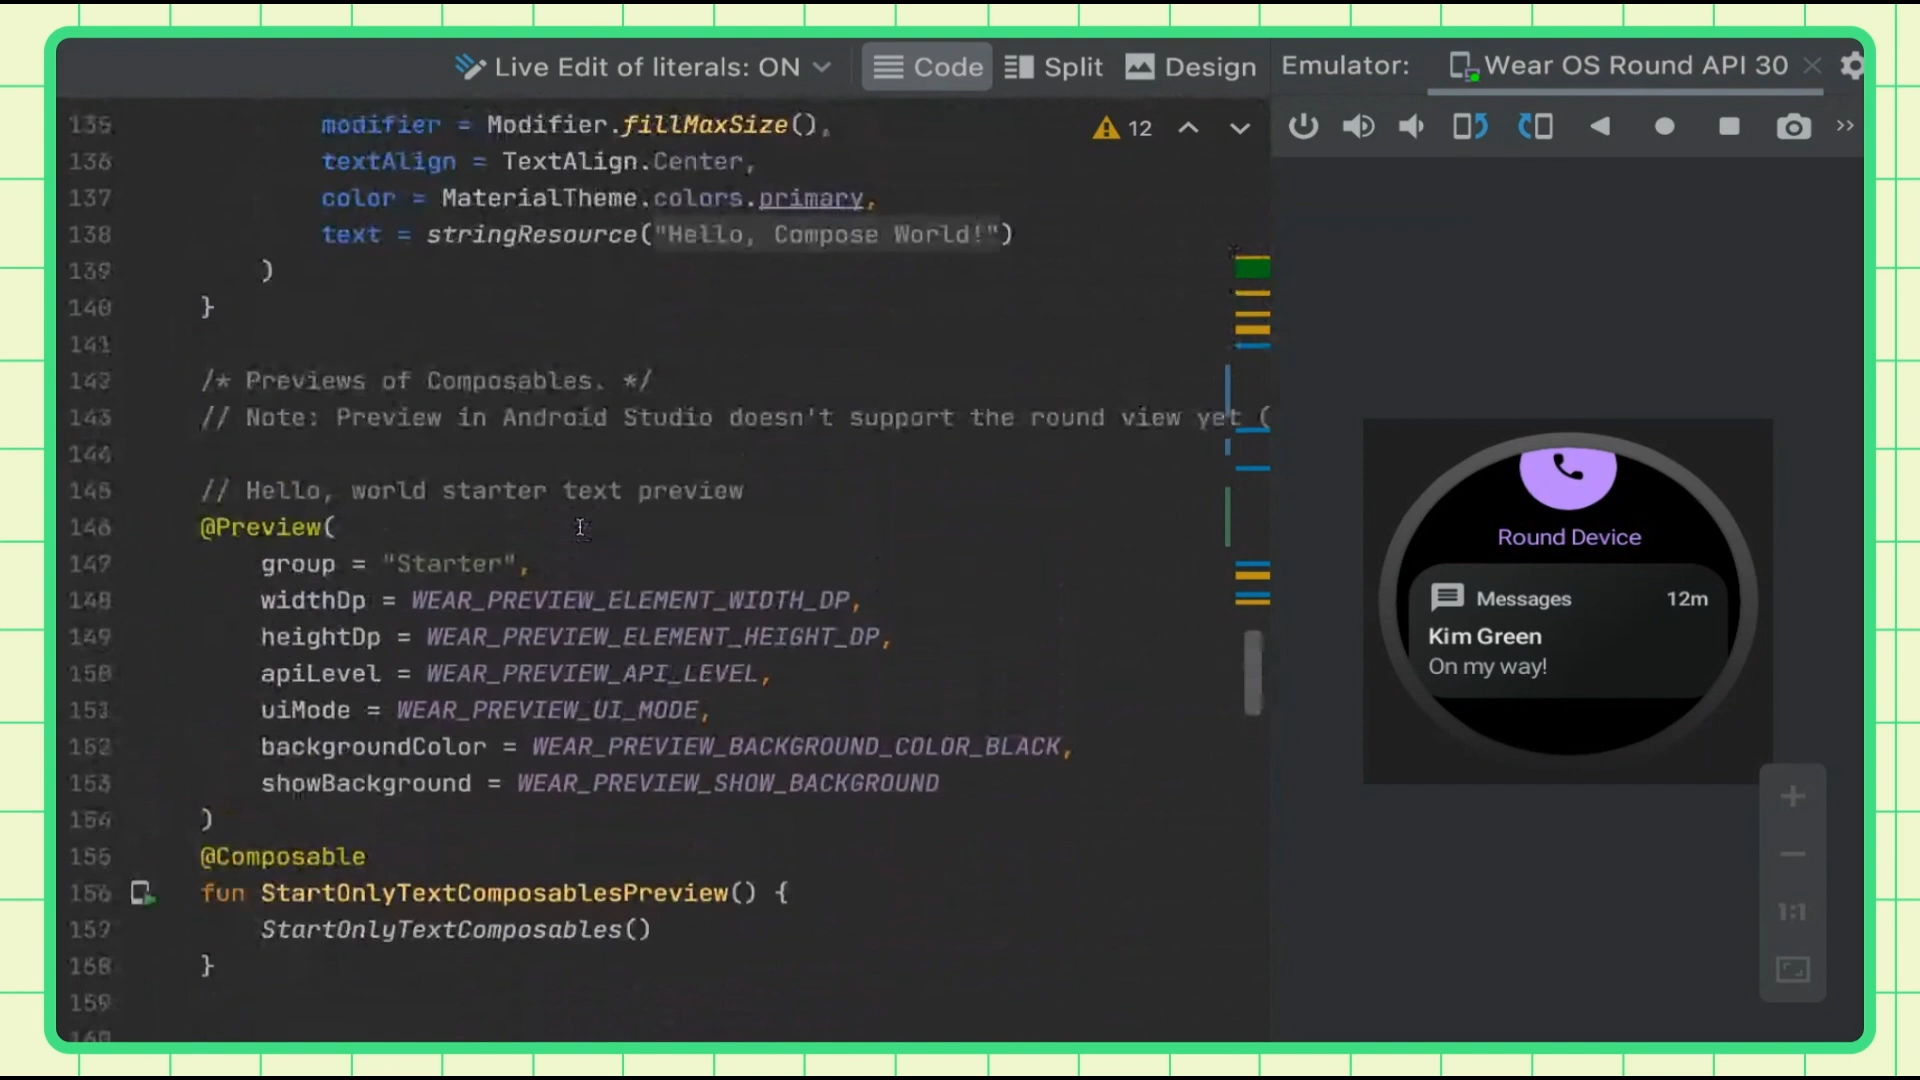 Live Edit of literals: ON
Code
Split
Design
Emulator:
Wear OS Round API 30
12
135 modifier = Modifier.fillMaxSize(),
136 textAlign = TextAlign.Center,
137 color = MaterialTheme.colors.primary,
138 text = stringResource("Hello, Compose World!")
139 )
140 }
141
142 /* Previews of Composables. */
143 // Note: Preview in Android Studio doesn't support the round view yet (
144
145 // Hello, world starter text preview
146 @Preview(
147 group = "Starter",
148 widthDp = WEAR_PREVIEW_ELEMENT_WIDTH_DP,
149 heightDp = WEAR_PREVIEW_ELEMENT_HEIGHT_DP,
150 apiLevel = WEAR_PREVIEW_API_LEVEL,
151 uiMode = WEAR_PREVIEW_UI_MODE,
152 backgroundColor = WEAR_PREVIEW_BACKGROUND_COLOR_BLACK,
153 showBackground = WEAR_PREVIEW_SHOW_BACKGROUND
154 )
155 @Composable
156 fun StartOnlyTextComposablesPreview() {
157 StartOnlyTextComposables()
158 }
159
160
Round Device
Messages 12m
Kim Green
On my way!
1:1